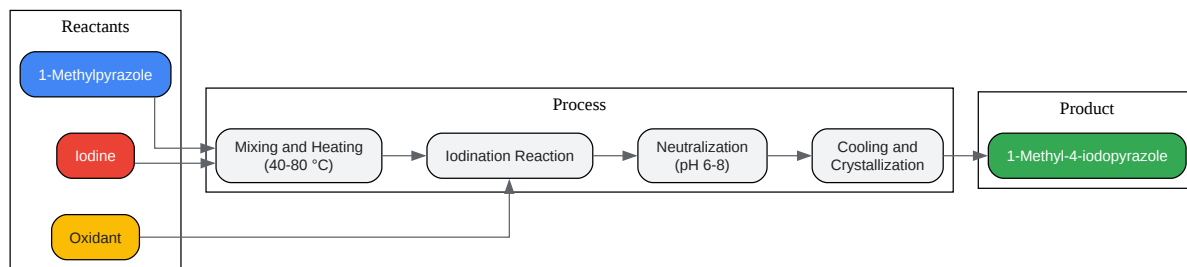 Reactants
1-Methylpyrazole
Iodine
Oxidant
Process
Mixing and Heating
(40-80 °C)
Iodination Reaction
Neutralization
(pH 6-8)
Cooling and
Crystallization
Product
1-Methyl-4-iodopyrazole